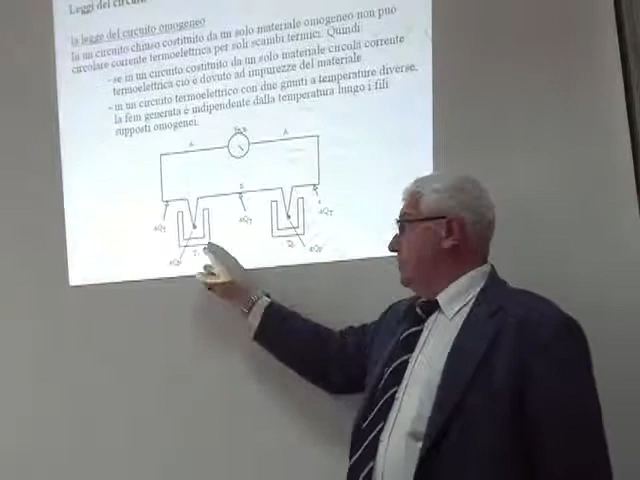 Leggi del circuito
la legge del circuito omogeneo
In un circuito chiuso costituito da un solo materiale omogeneo non può
circolare corrente termoelettrica per soli scambi termici. Quindi
- se in un circuito costituito da un solo materiale circola corrente
termoelettrica ciò è dovuto ad impurezze del materiale.
- in un circuito termoelettrico con due giunti a temperature diverse,
la fem generata è indipendente dalla temperatura lungo i fili
supposti omogenei.
A A
B